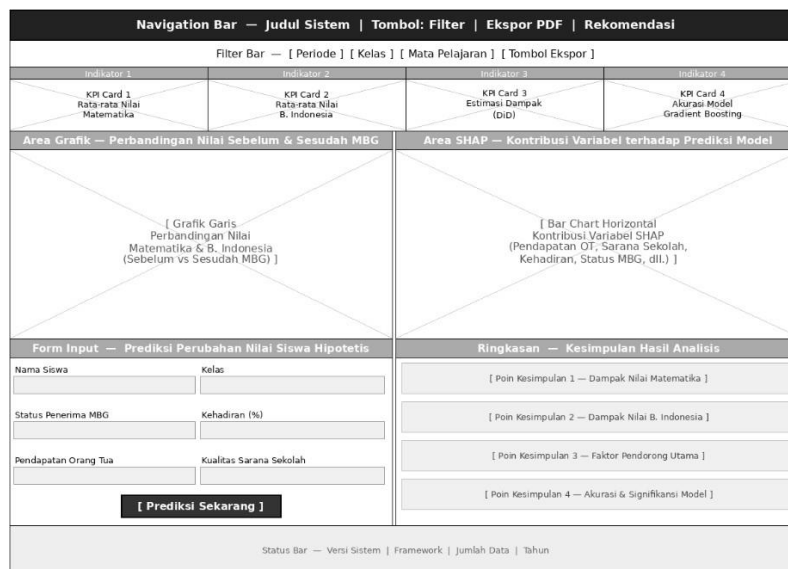 Navigation Bar — Judul Sistem | Tombol: Filter | Ekspor PDF | Rekomendasi
Filter Bar — [ Periode ] [ Kelas ] [ Mata Pelajaran ] [ Tombol Ekspor ]
Indikator 1
Indikator 2
Indikator 3
Indikator 4
KPI Card 1
Rata-rata Nilai
Matematika
KPI Card 2
Rata-rata Nilai
B. Indonesia
KPI Card 3
Estimasi Dampak
(DiD)
KPI Card 4
Akurasi Model
Gradient Boosting
Area Grafik — Perbandingan Nilai Sebelum & Sesudah MBG
[ Grafik Garis
Perbandingan Nilai
Matematika & B. Indonesia
(Sebelum vs Sesudah MBG) ]
Area SHAP — Kontribusi Variabel terhadap Prediksi Model
[ Bar Chart Horizontal
Kontribusi Variabel SHAP
(Pendapatan OT, Sarana Sekolah,
Kehadiran, Status MBG, dll.) ]
Form Input — Prediksi Perubahan Nilai Siswa Hipotetis
Nama Siswa
Kelas
Status Penerima MBG
Kehadiran (%)
Pendapatan Orang Tua
Kualitas Sarana Sekolah
[ Prediksi Sekarang ]
Ringkasan — Kesimpulan Hasil Analisis
[ Poin Kesimpulan 1 — Dampak Nilai Matematika ]
[ Poin Kesimpulan 2 — Dampak Nilai B. Indonesia ]
[ Poin Kesimpulan 3 — Faktor Pendorong Utama ]
[ Poin Kesimpulan 4 — Akurasi & Signifikansi Model ]
Status Bar — Versi Sistem | Framework | Jumlah Data | Tahun